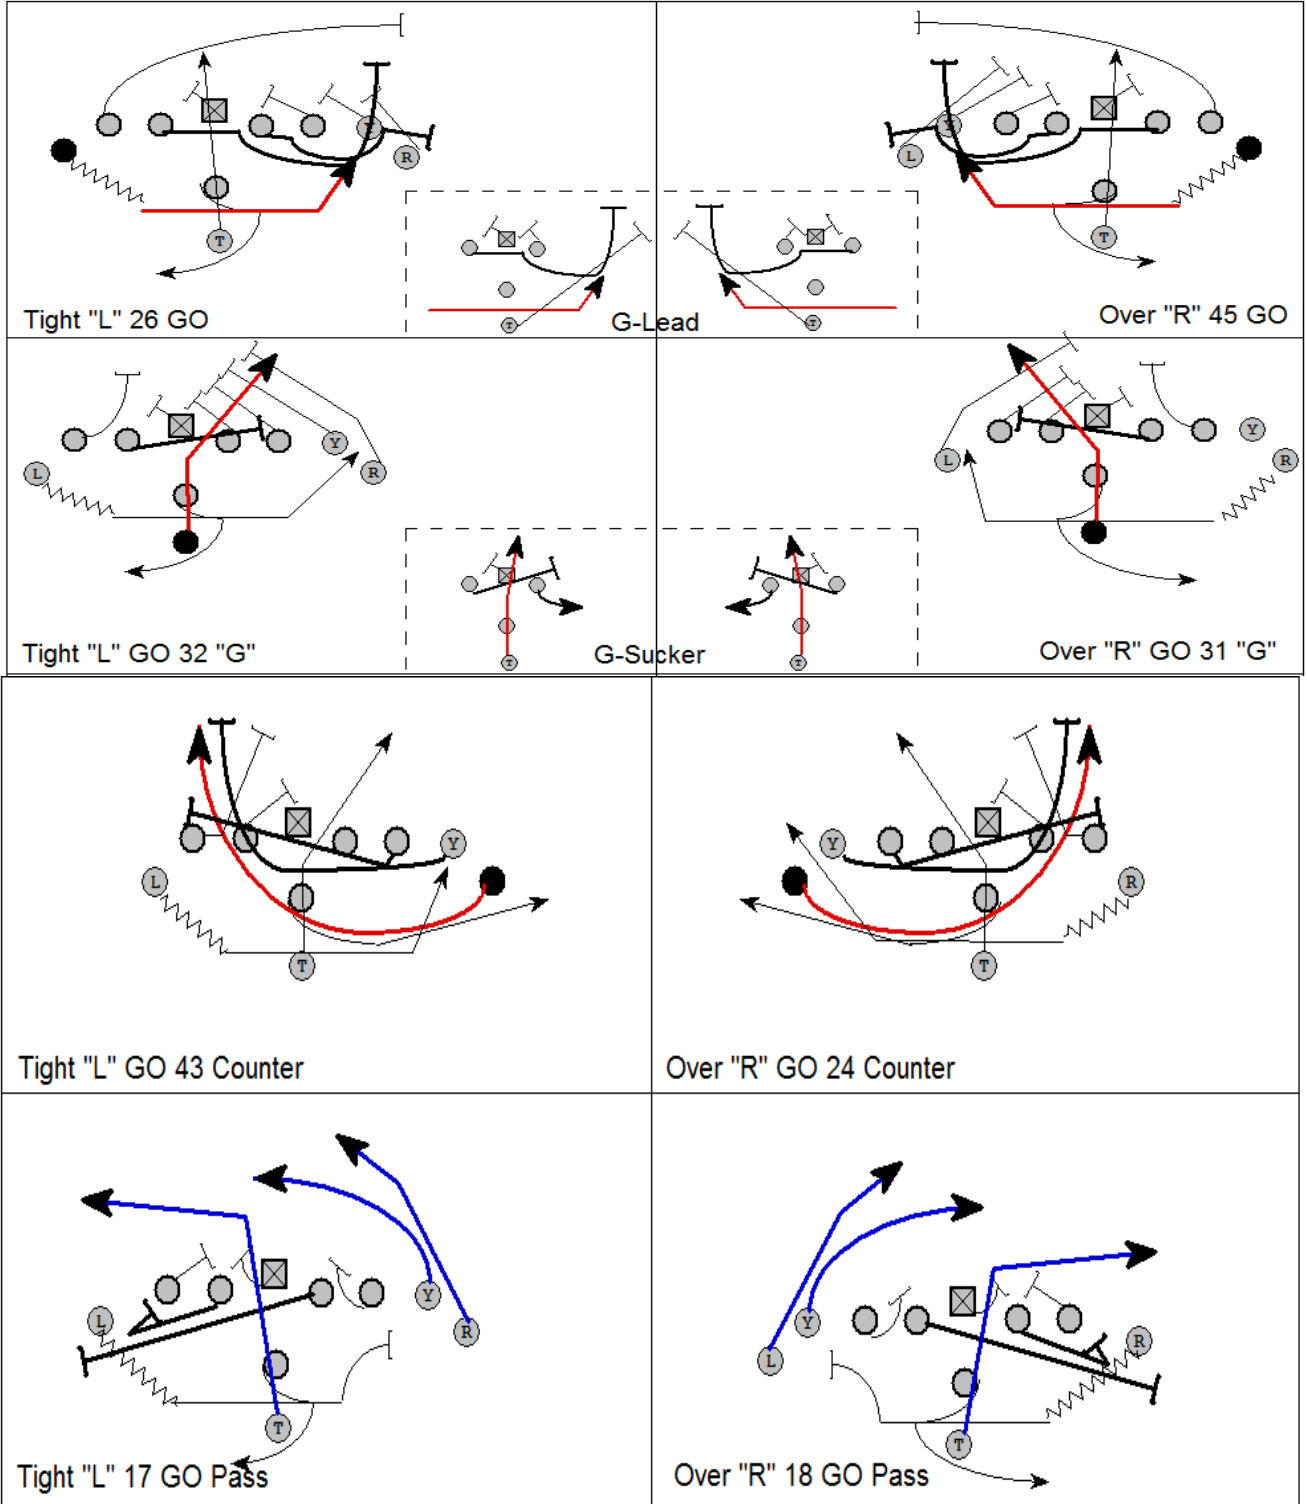 Y
R
T
Tight "L" 26 GO
T
G-Lead
T
Y
L
T
Over "R" 45 GO
L
Y
R
Tight "L" GO 32 "G"
T
G-Sucker
T
L
Y
R
Over "R" GO 31 "G"
Y
L
T
Tight "L" GO 43 Counter
Y
R
T
Over "R" GO 24 Counter
L
Y
R
T
Tight "L" 17 GO Pass
L
Y
R
T
Over "R" 18 GO Pass